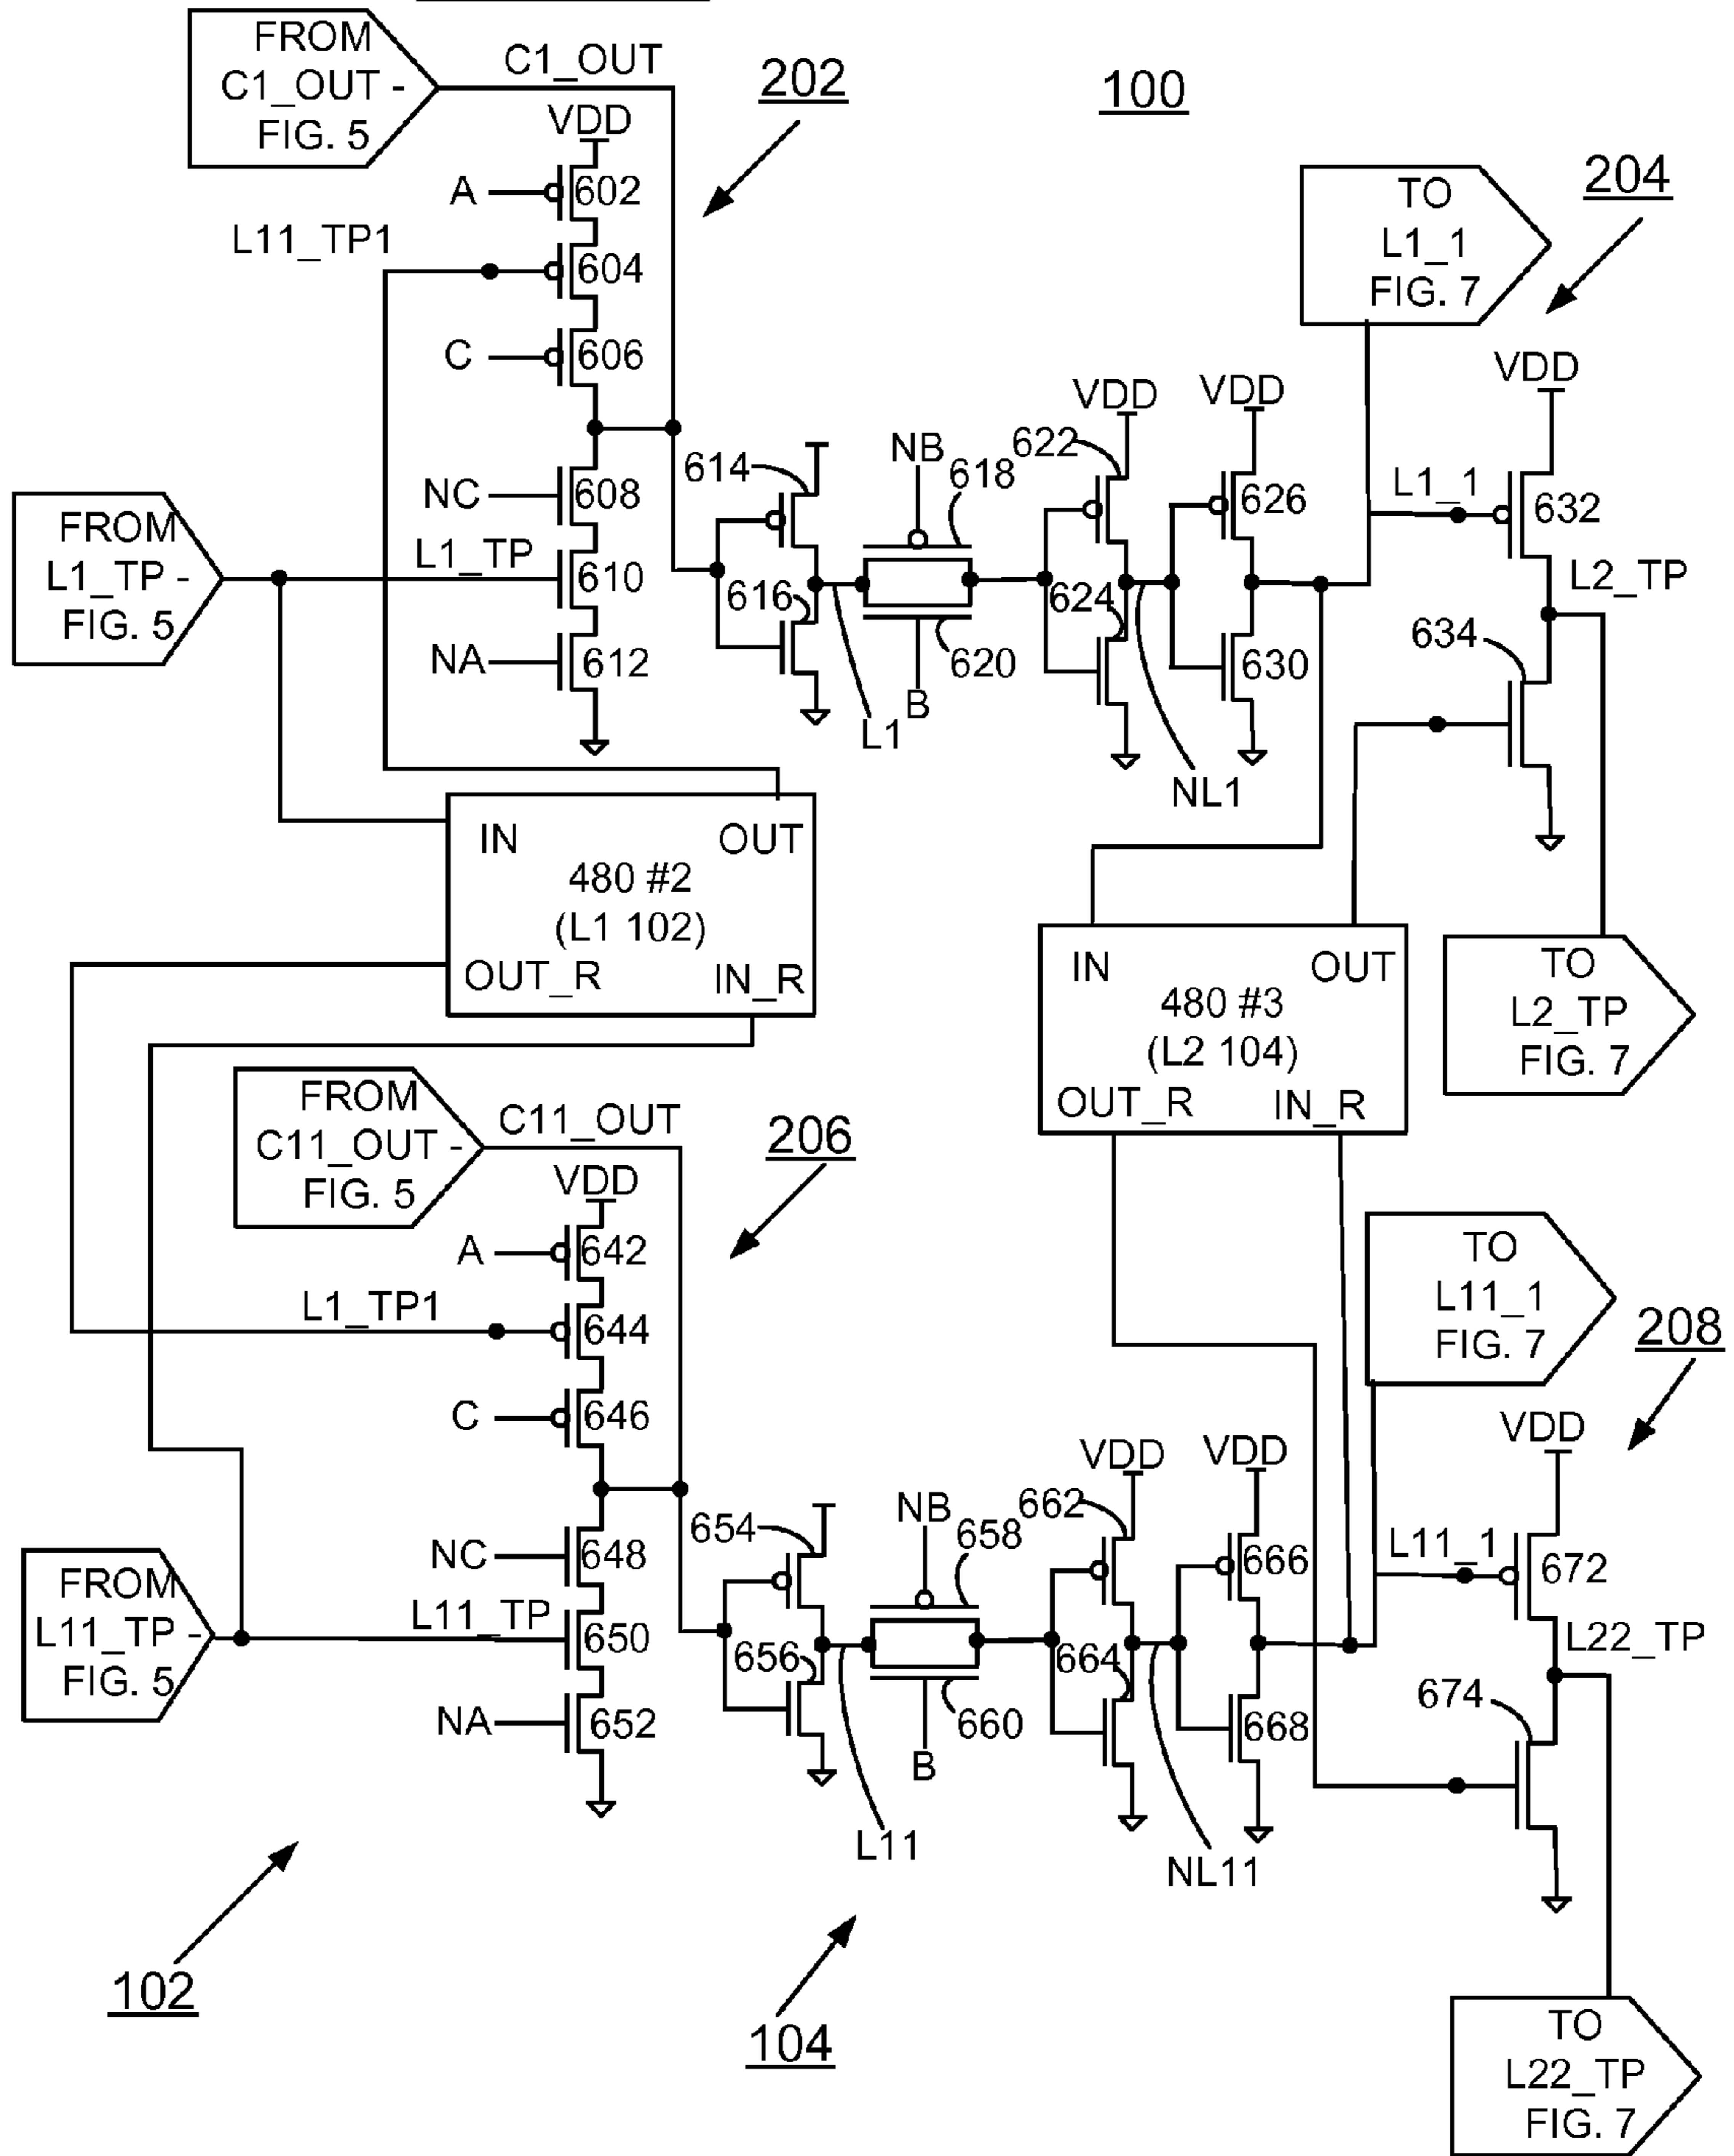 FROM
C1_OUT -
FIG. 5
C1_OUT
202
100
VDD
A
602
L11_TP1
604
C
606
NC
608
FROM
L1_TP -
FIG. 5
L1_TP
610
NA
612
614
616
L1
NB
618
620
B
622
VDD
624
NL1
VDD
626
630
TO
L1_1
FIG. 7
204
VDD
L1_1
632
L2_TP
634
IN
OUT
480 #2
(L1 102)
OUT_R
IN_R
IN
OUT
480 #3
(L2 104)
OUT_R
IN_R
TO
L2_TP
FIG. 7
FROM
C11_OUT -
FIG. 5
C11_OUT
206
VDD
A
642
L1_TP1
644
C
646
NC
648
FROM
L11_TP -
FIG. 5
L11_TP
650
NA
652
654
656
L11
NB
658
660
B
662
VDD
664
NL11
VDD
666
668
TO
L11_1
FIG. 7
208
VDD
L11_1
672
L22_TP
674
102
104
TO
L22_TP
FIG. 7